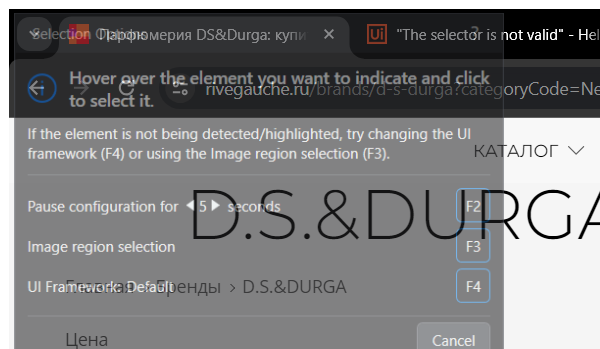 Selection Options
Парфюмерия DS&Durga: купи
"The selector is not valid" - Hel
Hover over the element you want to indicate and click
to select it.
rivegauche.ru/brands/d-s-durga?categoryCode=Ne
If the element is not being detected/highlighted, try changing the UI
framework (F4) or using the Image region selection (F3).
КАТАЛОГ
D.S.&DURGA
Pause configuration for 5 seconds
F2
Image region selection
F3
UI Framework: Default
F4
Главная > Бренды > D.S.&DURGA
Цена
Cancel